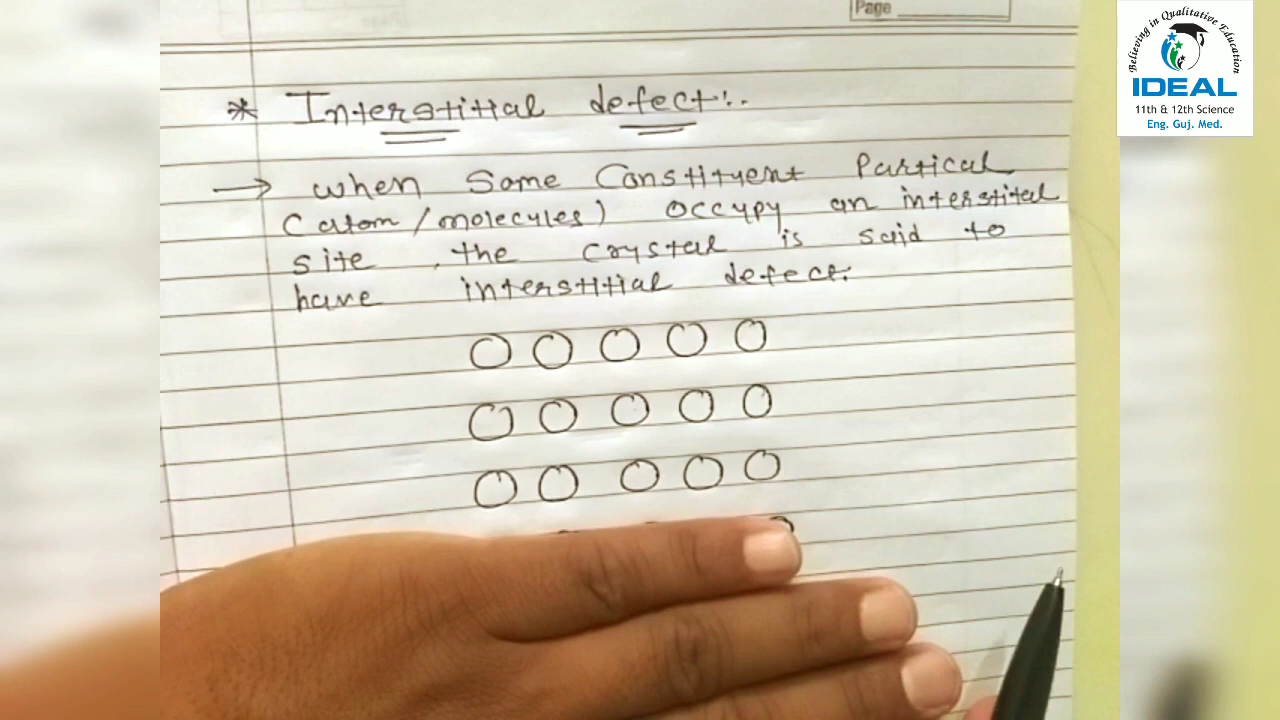 Page
Believing in Qualitative Education
IDEAL
11th & 12th Science
Eng. Guj. Med.
* Interstitial defect:.
→ when Some Constituent Partical
(atom/molecules) occupy an interstital
site, the crystal is said to
have interstitial defect.